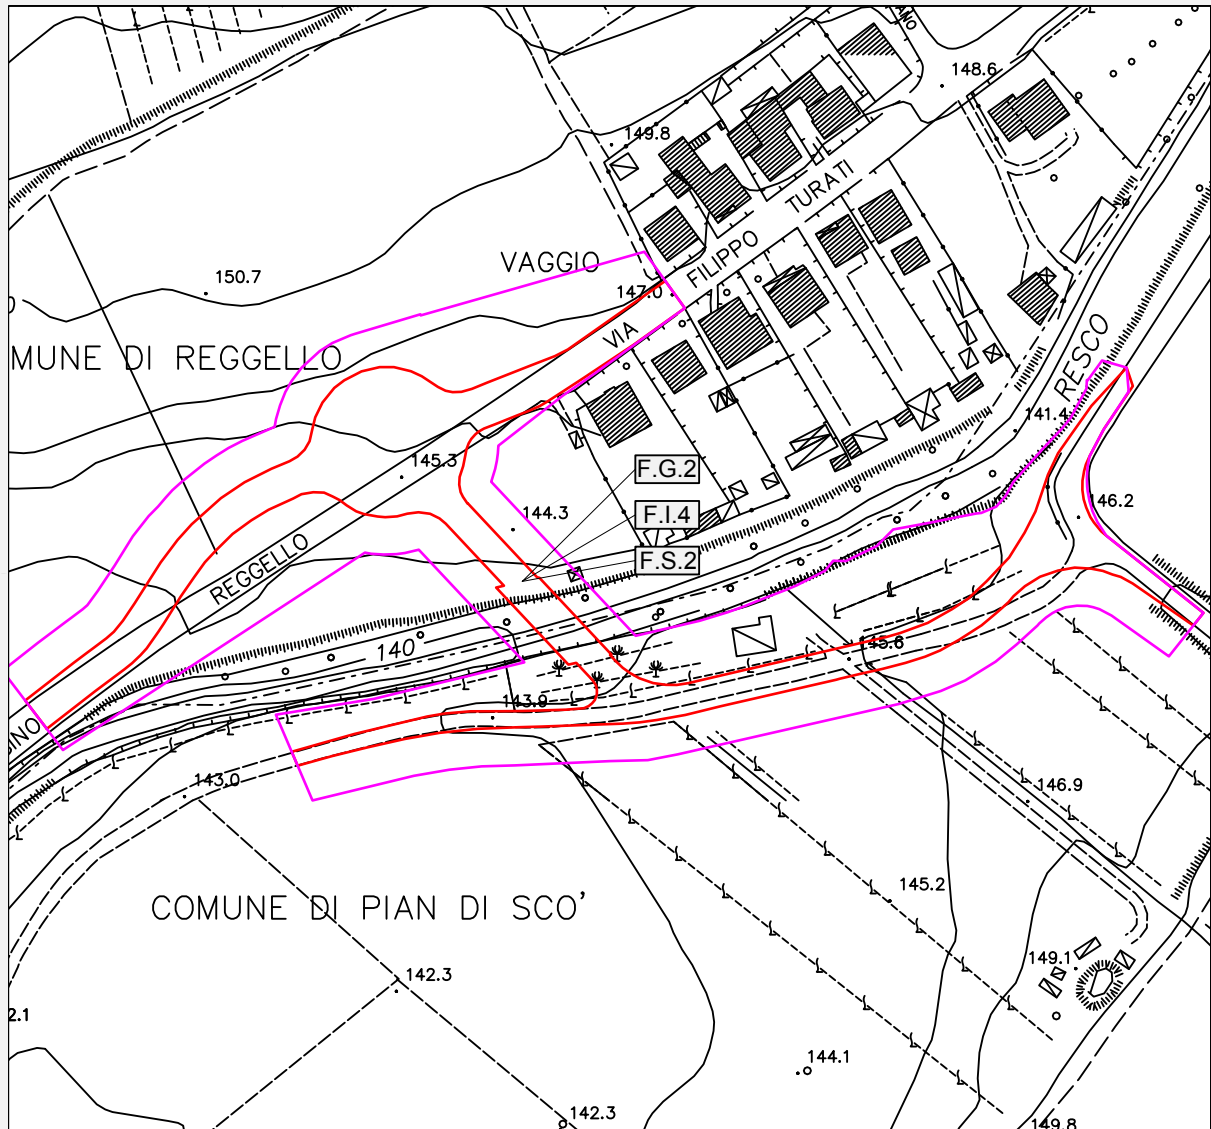 148.6
149.8
TURATI
FILIPPO
VAGGIO
150.7
147.0
VIA
MUNE DI REGGELLO
RESCO
141.4
145.3
F.G.2
146.2
144.3
F.I.4
REGGELLO
F.S.2
140
145.8
143.9
143.0
146.9
145.2
COMUNE DI PIAN DI SCO'
149.1
142.3
2.1
144.1
142.3
149.8